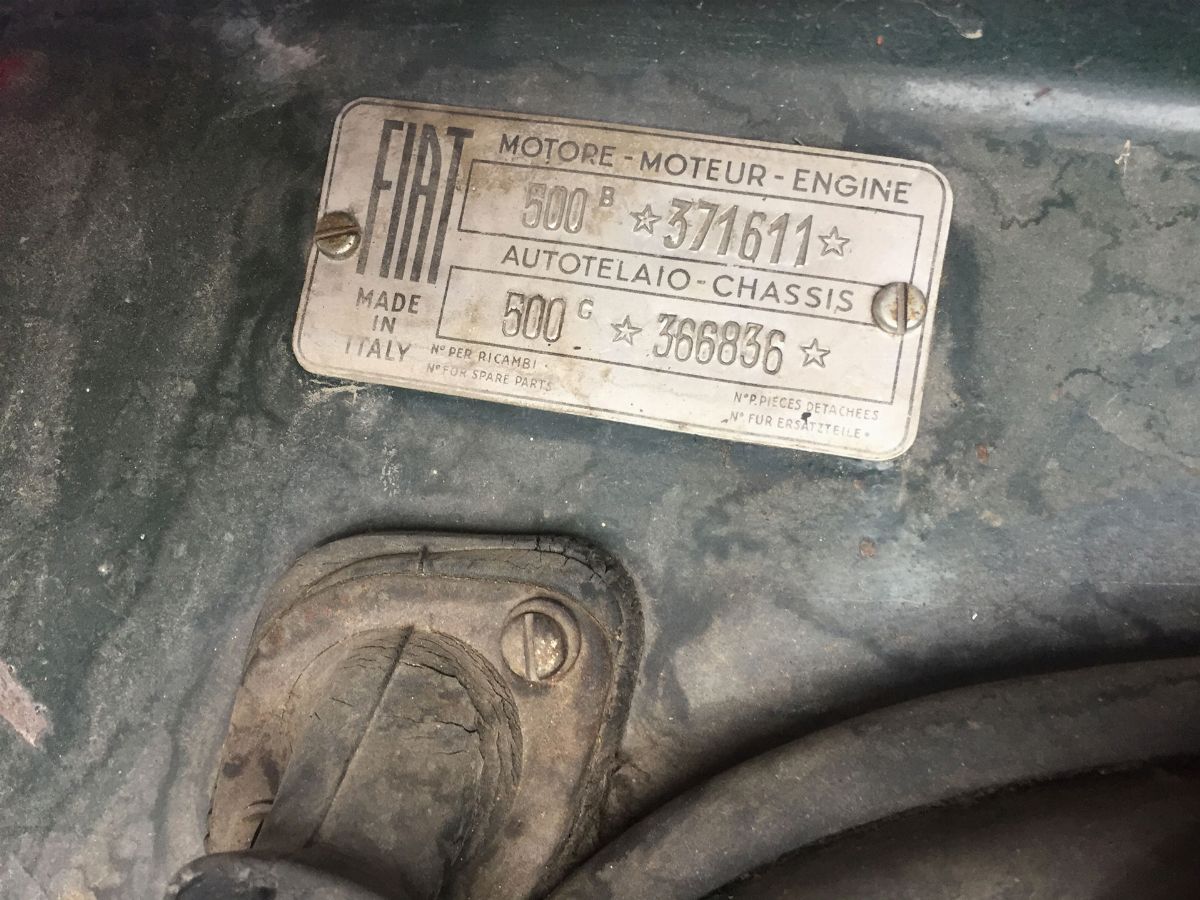 FIAT
MADE
IN
ITALY
MOTORE - MOTEUR - ENGINE
500 B ☆371611☆
AUTOTELAIO - CHASSIS
500 C ☆ 366836 ☆
Nº PER RICAMBI ·
Nº FOR SPARE PARTS
Nº P. PIECES DETACHEES
Nº FUR ERSATZTEILE ·